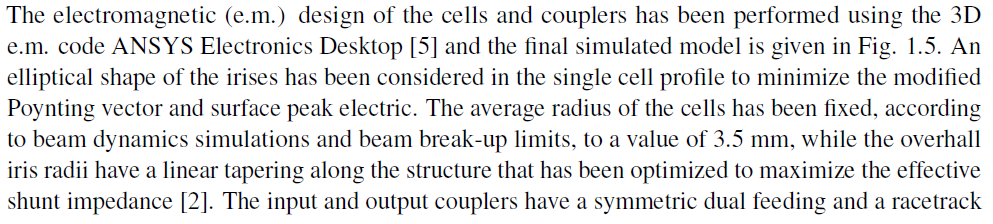 The electromagnetic (e.m.) design of the cells and couplers has been performed using the 3D
e.m. code ANSYS Electronics Desktop [5] and the final simulated model is given in Fig. 1.5. An
elliptical shape of the irises has been considered in the single cell profile to minimize the modified
Poynting vector and surface peak electric. The average radius of the cells has been fixed, according
to beam dynamics simulations and beam break-up limits, to a value of 3.5 mm, while the overhall
iris radii have a linear tapering along the structure that has been optimized to maximize the effective
shunt impedance [2]. The input and output couplers have a symmetric dual feeding and a racetrack